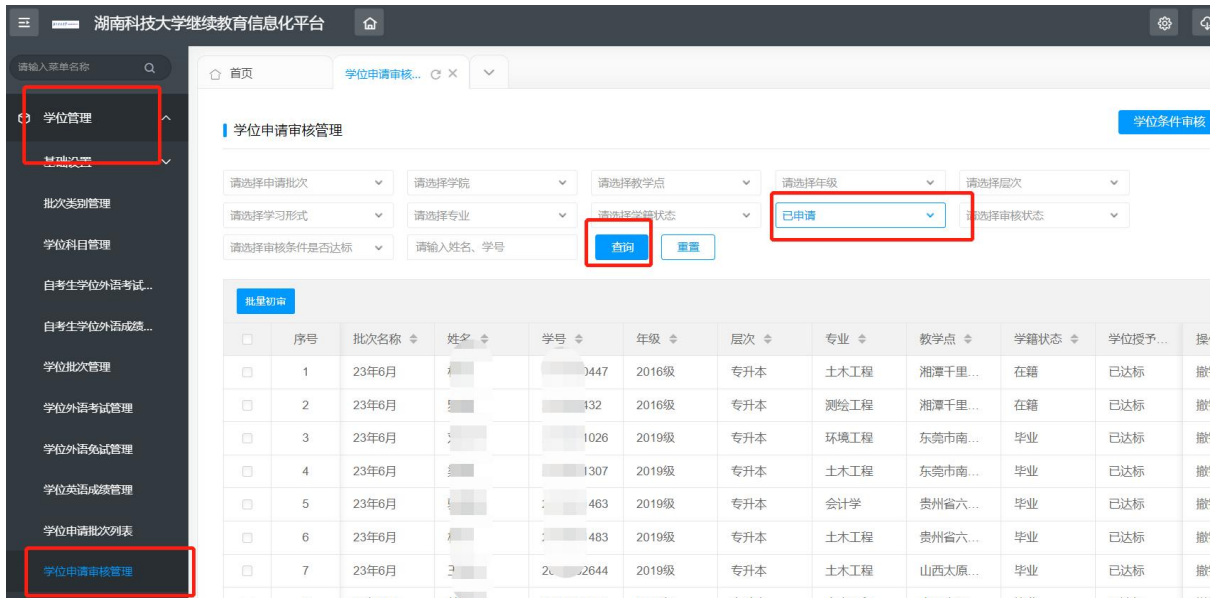 湖南科技大学继续教育信息化平台
请输入菜单名称
首页
学位申请审核...
学位管理
学位申请审核管理
学位条件审核
基础设置
请选择申请批次 请选择学院 请选择教学点 请选择年级 请选择层次
批次类别管理
请选择学习形式 请选择专业 请选择学籍状态 已申请 请选择审核状态
学位科目管理
请选择审核条件是否达标 请输入姓名、学号 查询 重置
自考生学位外语考试...
批量初审
自考生学位外语成绩...
序号 批次名称 姓名 学号 年级 层次 专业 教学点 学籍状态 学位授予...
学位批次管理
1 23年6月 0447 2016级 专升本 土木工程 湘潭千里... 在籍 已达标
学位外语考试管理
2 23年6月 432 2016级 专升本 测绘工程 湘潭千里... 在籍 已达标
学位外语免试管理
3 23年6月 1026 2019级 专升本 环境工程 东莞市南... 毕业 已达标
4 23年6月 1307 2019级 专升本 土木工程 东莞市南... 毕业 已达标
学位英语成绩管理
5 23年6月 463 2019级 专升本 会计学 贵州省六... 毕业 已达标
学位申请批次列表
6 23年6月 483 2019级 专升本 土木工程 贵州省六... 毕业 已达标
学位申请审核管理
7 23年6月 2644 2019级 专升本 土木工程 山西太原... 毕业 已达标